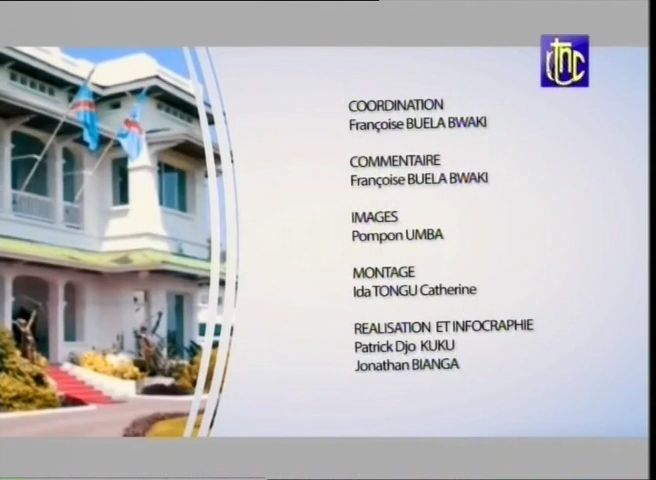 rtnc
COORDINATION
Françoise BUELA BWAKI
COMMENTAIRE
Françoise BUELA BWAKI
IMAGES
Pompon UMBA
MONTAGE
Ida TONGU Catherine
REALISATION ET INFOCRAPHIE
Patrick Djo KUKU
Jonathan BIANGA